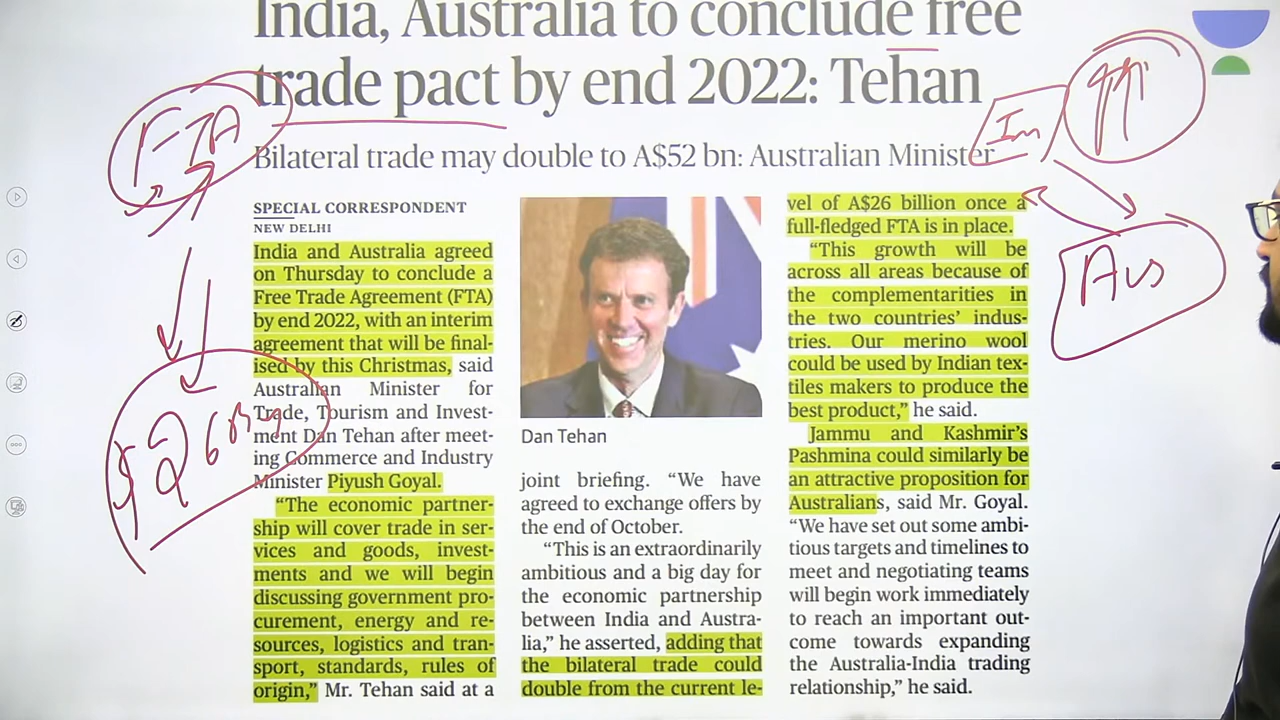 India, Australia to conclude free
trade pact by end 2022: Tehan
Bilateral trade may double to A$52 bn: Australian Minister
SPECIAL CORRESPONDENT
NEW DELHI
India and Australia agreed
on Thursday to conclude a
Free Trade Agreement (FTA)
by end 2022, with an interim
agreement that will be final-
ised by this Christmas, said
Australian Minister for
Trade, Tourism and Invest-
ment Dan Tehan after meet-
ing Commerce and Industry
Minister Piyush Goyal.
“The economic partner-
ship will cover trade in ser-
vices and goods, invest-
ments and we will begin
discussing government pro-
curement, energy and re-
sources, logistics and tran-
sport, standards, rules of
origin,” Mr. Tehan said at a
Dan Tehan
joint briefing. “We have
agreed to exchange offers by
the end of October.
“This is an extraordinarily
ambitious and a big day for
the economic partnership
between India and Austra-
lia,” he asserted, adding that
the bilateral trade could
double from the current le-
vel of A$26 billion once a
full-fledged FTA is in place.
“This growth will be
across all areas because of
the complementarities in
the two countries’ indus-
tries. Our merino wool
could be used by Indian tex-
tiles makers to produce the
best product,” he said.
Jammu and Kashmir’s
Pashmina could similarly be
an attractive proposition for
Australians, said Mr. Goyal.
“We have set out some ambi-
tious targets and timelines to
meet and negotiating teams
will begin work immediately
to reach an important out-
come towards expanding
the Australia-India trading
relationship,” he said.
FTA
Aus